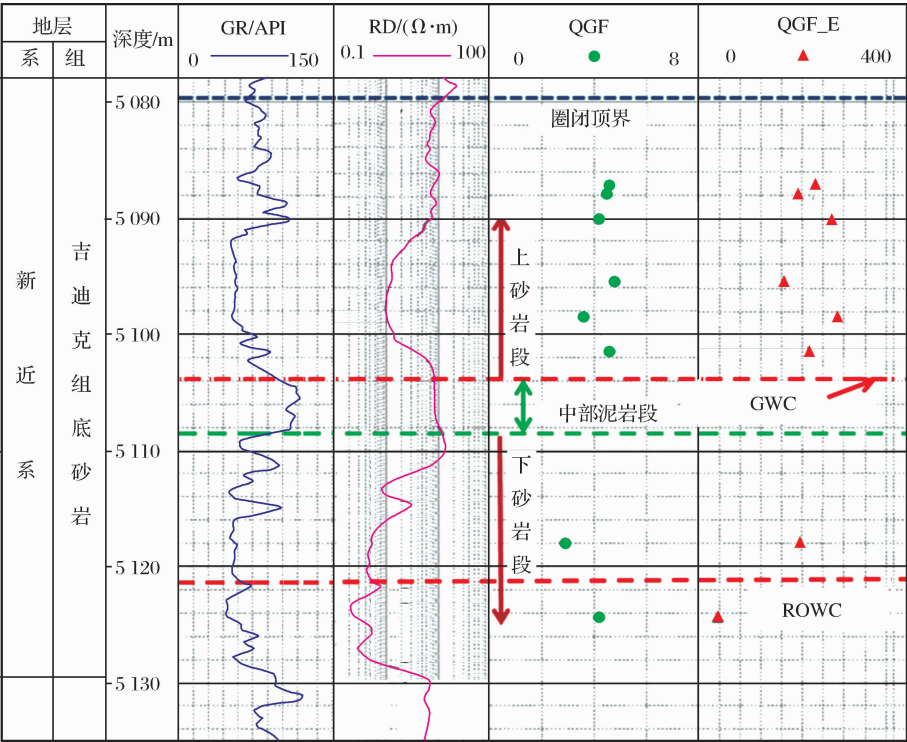 地层
系
组
深度/m
GR/API
0
150
RD/(Ω·m)
0.1
100
QGF
0
8
QGF_E
0
400
新近系
吉迪克组底砂岩
5 080
5 090
5 100
5 110
5 120
5 130
圈闭顶界
上砂岩段
中部泥岩段
GWC
下砂岩段
ROWC